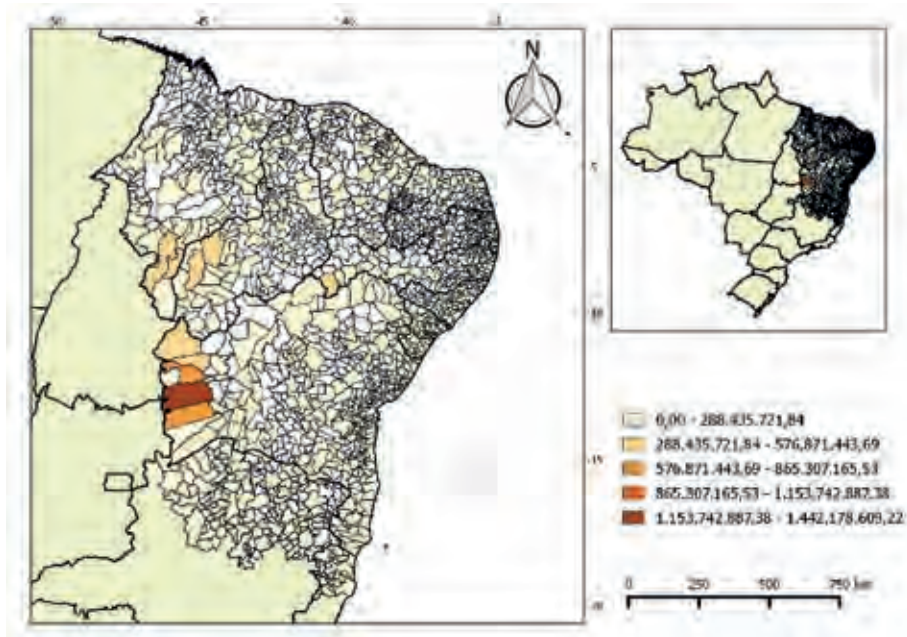 -50 -45 -40 -35
N
-5
-10
-15
0,00 - 288.435.721,84
288.435.721,84 - 576.871.443,69
576.871.443,69 - 865.307.165,53
865.307.165,53 - 1.153.742.887,38
1.153.742.887,38 - 1.442.178.609,22
0 250 500 750 km